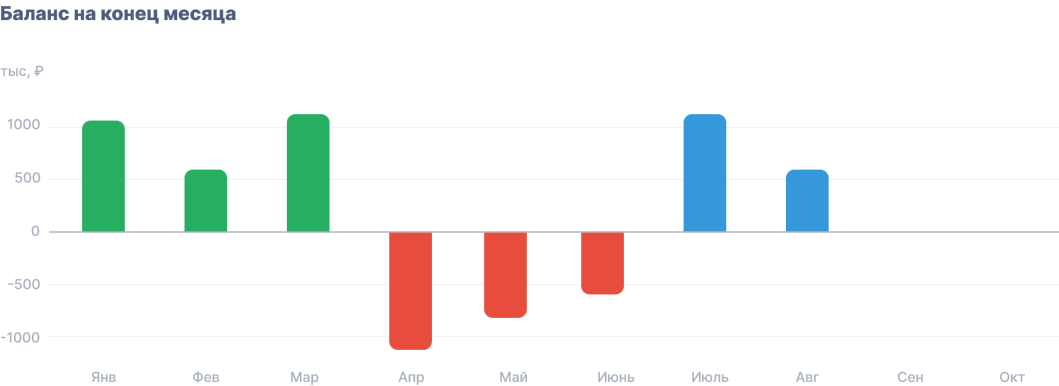 Баланс на конец месяца
тыс, ₽
1000
500
0
-500
-1000
Янв Фев Мар Апр Май Июнь Июль Авг Сен Окт